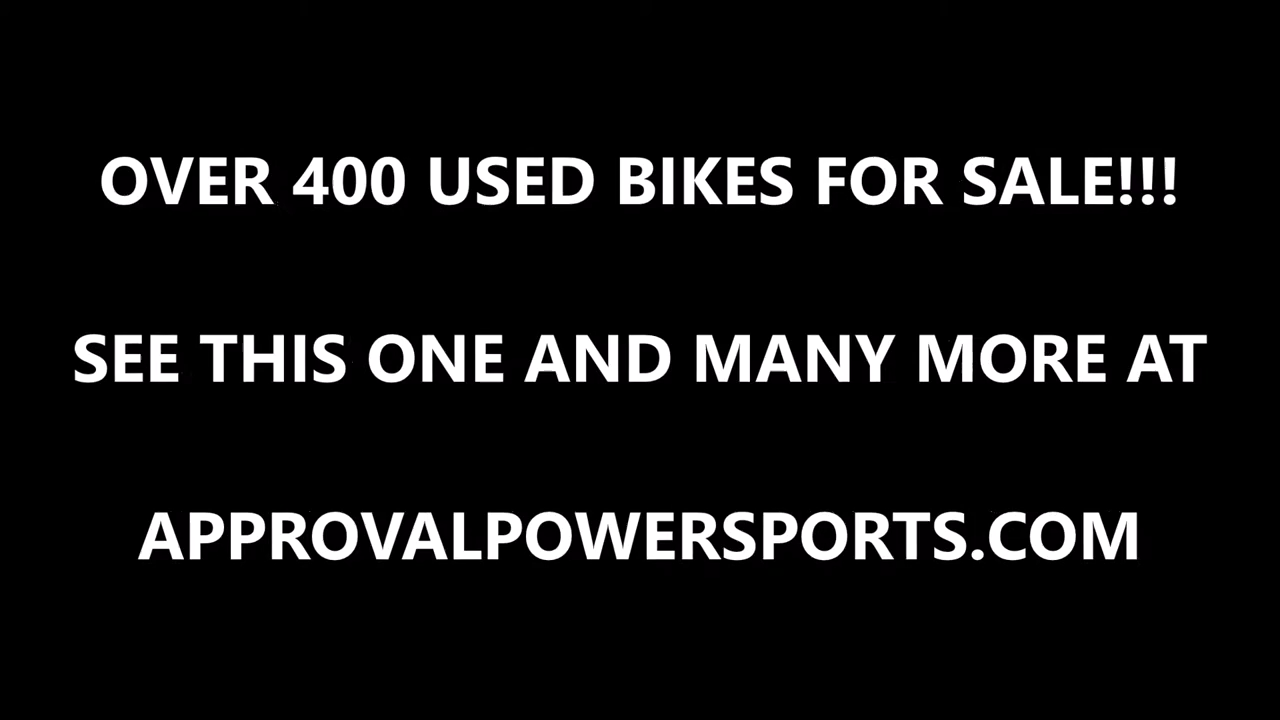 OVER 400 USED BIKES FOR SALE!!!
SEE THIS ONE AND MANY MORE AT
APPROVALPOWERSPORTS.COM